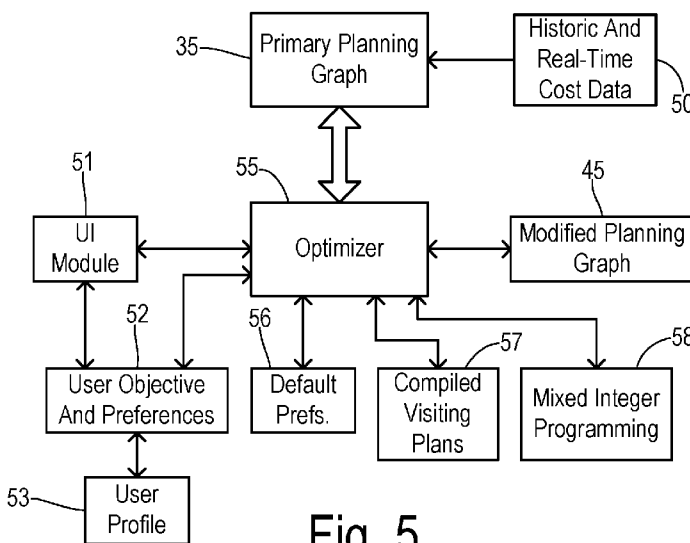 35
Primary Planning
Graph
Historic And
Real-Time
Cost Data
50
51
UI
Module
55
Optimizer
45
Modified Planning
Graph
52
User Objective
And Preferences
56
Default
Prefs.
57
Compiled
Visiting
Plans
58
Mixed Integer
Programming
53
User
Profile
Fig. 5